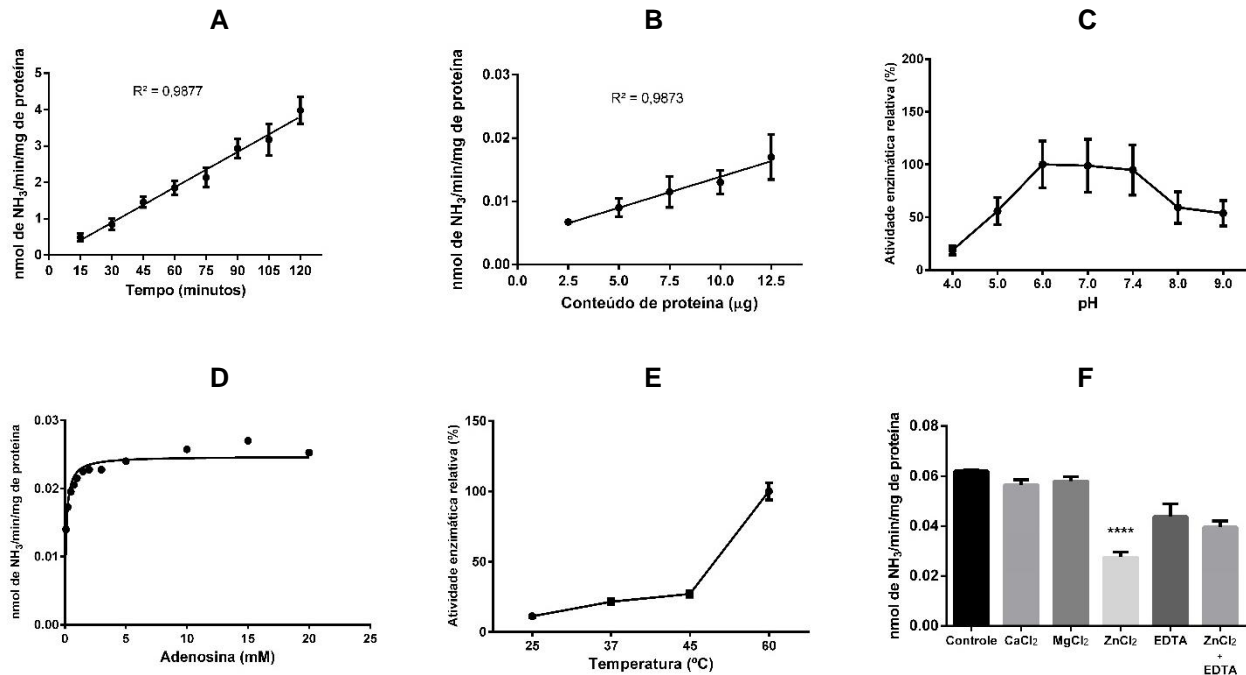 A
nmol de NH3/min/mg de proteína
5
4
3
2
1
0
R² = 0,9877
0 15 30 45 60 75 90 105 120
Tempo (minutos)
B
nmol de NH3/min/mg de proteína
0.03
0.02
0.01
0.00
R² = 0,9873
0.0 2.5 5.0 7.5 10.0 12.5
Conteúdo de proteína (µg)
C
Atividade enzimática relativa (%)
200
150
100
50
0
4.0 5.0 6.0 7.0 7.4 8.0 9.0
pH
D
nmol de NH3/min/mg de proteína
0.03
0.02
0.01
0.00
0 5 10 15 20 25
Adenosina (mM)
E
Atividade enzimática relativa (%)
150
100
50
0
25 37 45 60
Temperatura (ºC)
F
nmol de NH3/min/mg de proteína
0.08
0.06
0.04
0.02
0.00
****
Controle CaCl2 MgCl2 ZnCl2 EDTA ZnCl2
+
EDTA